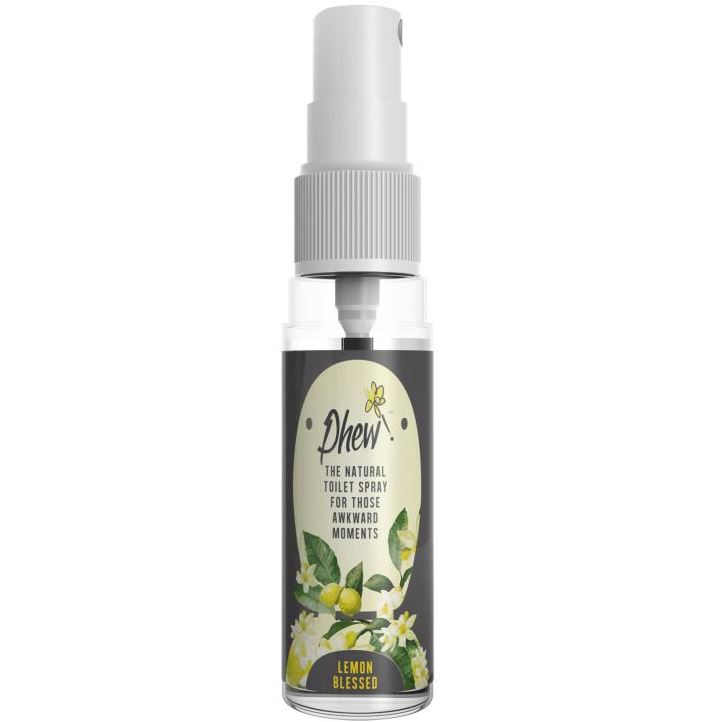 Phew!
THE NATURAL
TOILET SPRAY
FOR THOSE
AWKWARD
MOMENTS
LEMON
BLESSED